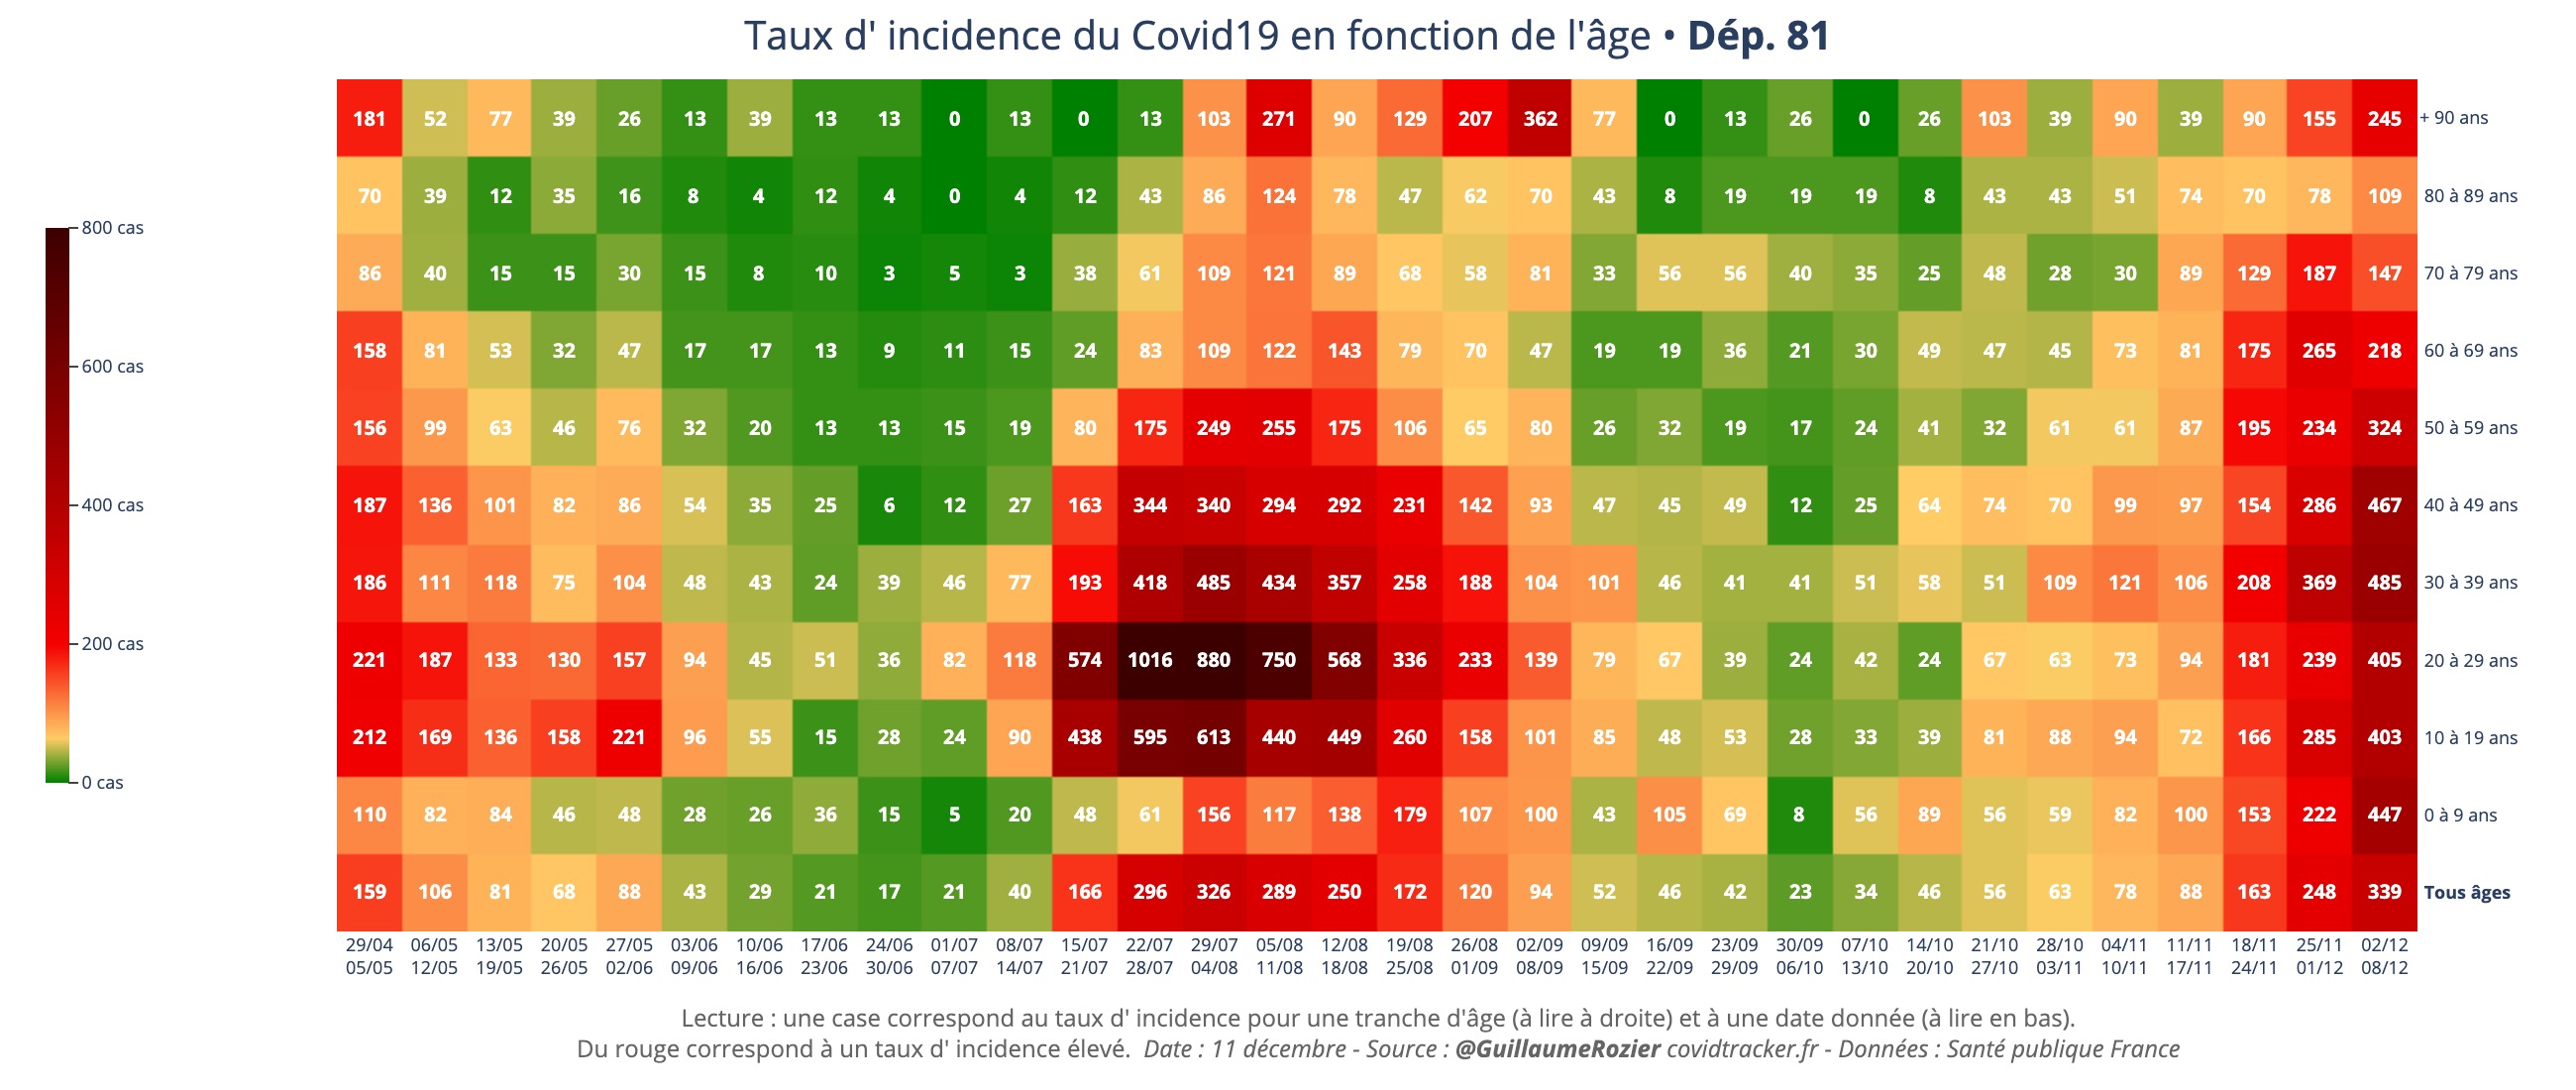 Taux d' incidence du Covid19 en fonction de l'âge • Dép. 81
800 cas
600 cas
400 cas
200 cas
0 cas
181 52 77 39 26 13 39 13 13 0 13 0 13 103 271 90 129 207 362 77 0 13 26 0 26 103 39 90 39 90 155 245 + 90 ans
70 39 12 35 16 8 4 12 4 0 4 12 43 86 124 78 47 62 70 43 8 19 19 19 8 43 43 51 74 70 78 109 80 à 89 ans
86 40 15 15 30 15 8 10 3 5 3 38 61 109 121 89 68 58 81 33 56 56 40 35 25 48 28 30 89 129 187 147 70 à 79 ans
158 81 53 32 47 17 17 13 9 11 15 24 83 109 122 143 79 70 47 19 19 36 21 30 49 47 45 73 81 175 265 218 60 à 69 ans
156 99 63 46 76 32 20 13 13 15 19 80 175 249 255 175 106 65 80 26 32 19 17 24 41 32 61 61 87 195 234 324 50 à 59 ans
187 136 101 82 86 54 35 25 6 12 27 163 344 340 294 292 231 142 93 47 45 49 12 25 64 74 70 99 97 154 286 467 40 à 49 ans
186 111 118 75 104 48 43 24 39 46 77 193 418 485 434 357 258 188 104 101 46 41 41 51 58 51 109 121 106 208 369 485 30 à 39 ans
221 187 133 130 157 94 45 51 36 82 118 574 1016 880 750 568 336 233 139 79 67 39 24 42 24 67 63 73 94 181 239 405 20 à 29 ans
212 169 136 158 221 96 55 15 28 24 90 438 595 613 440 449 260 158 101 85 48 53 28 33 39 81 88 94 72 166 285 403 10 à 19 ans
110 82 84 46 48 28 26 36 15 5 20 48 61 156 117 138 179 107 100 43 105 69 8 56 89 56 59 82 100 153 222 447 0 à 9 ans
159 106 81 68 88 43 29 21 17 21 40 166 296 326 289 250 172 120 94 52 46 42 23 34 46 56 63 78 88 163 248 339 Tous âges
29/04 06/05 13/05 20/05 27/05 03/06 10/06 17/06 24/06 01/07 08/07 15/07 22/07 29/07 05/08 12/08 19/08 26/08 02/09 09/09 16/09 23/09 30/09 07/10 14/10 21/10 28/10 04/11 11/11 18/11 25/11 02/12
05/05 12/05 19/05 26/05 02/06 09/06 16/06 23/06 30/06 07/07 14/07 21/07 28/07 04/08 11/08 18/08 25/08 01/09 08/09 15/09 22/09 29/09 06/10 13/10 20/10 27/10 03/11 10/11 17/11 24/11 01/12 08/12
Lecture : une case correspond au taux d' incidence pour une tranche d'âge (à lire à droite) et à une date donnée (à lire en bas).
Du rouge correspond à un taux d' incidence élevé. Date : 11 décembre - Source : @GuillaumeRozier covidtracker.fr - Données : Santé publique France